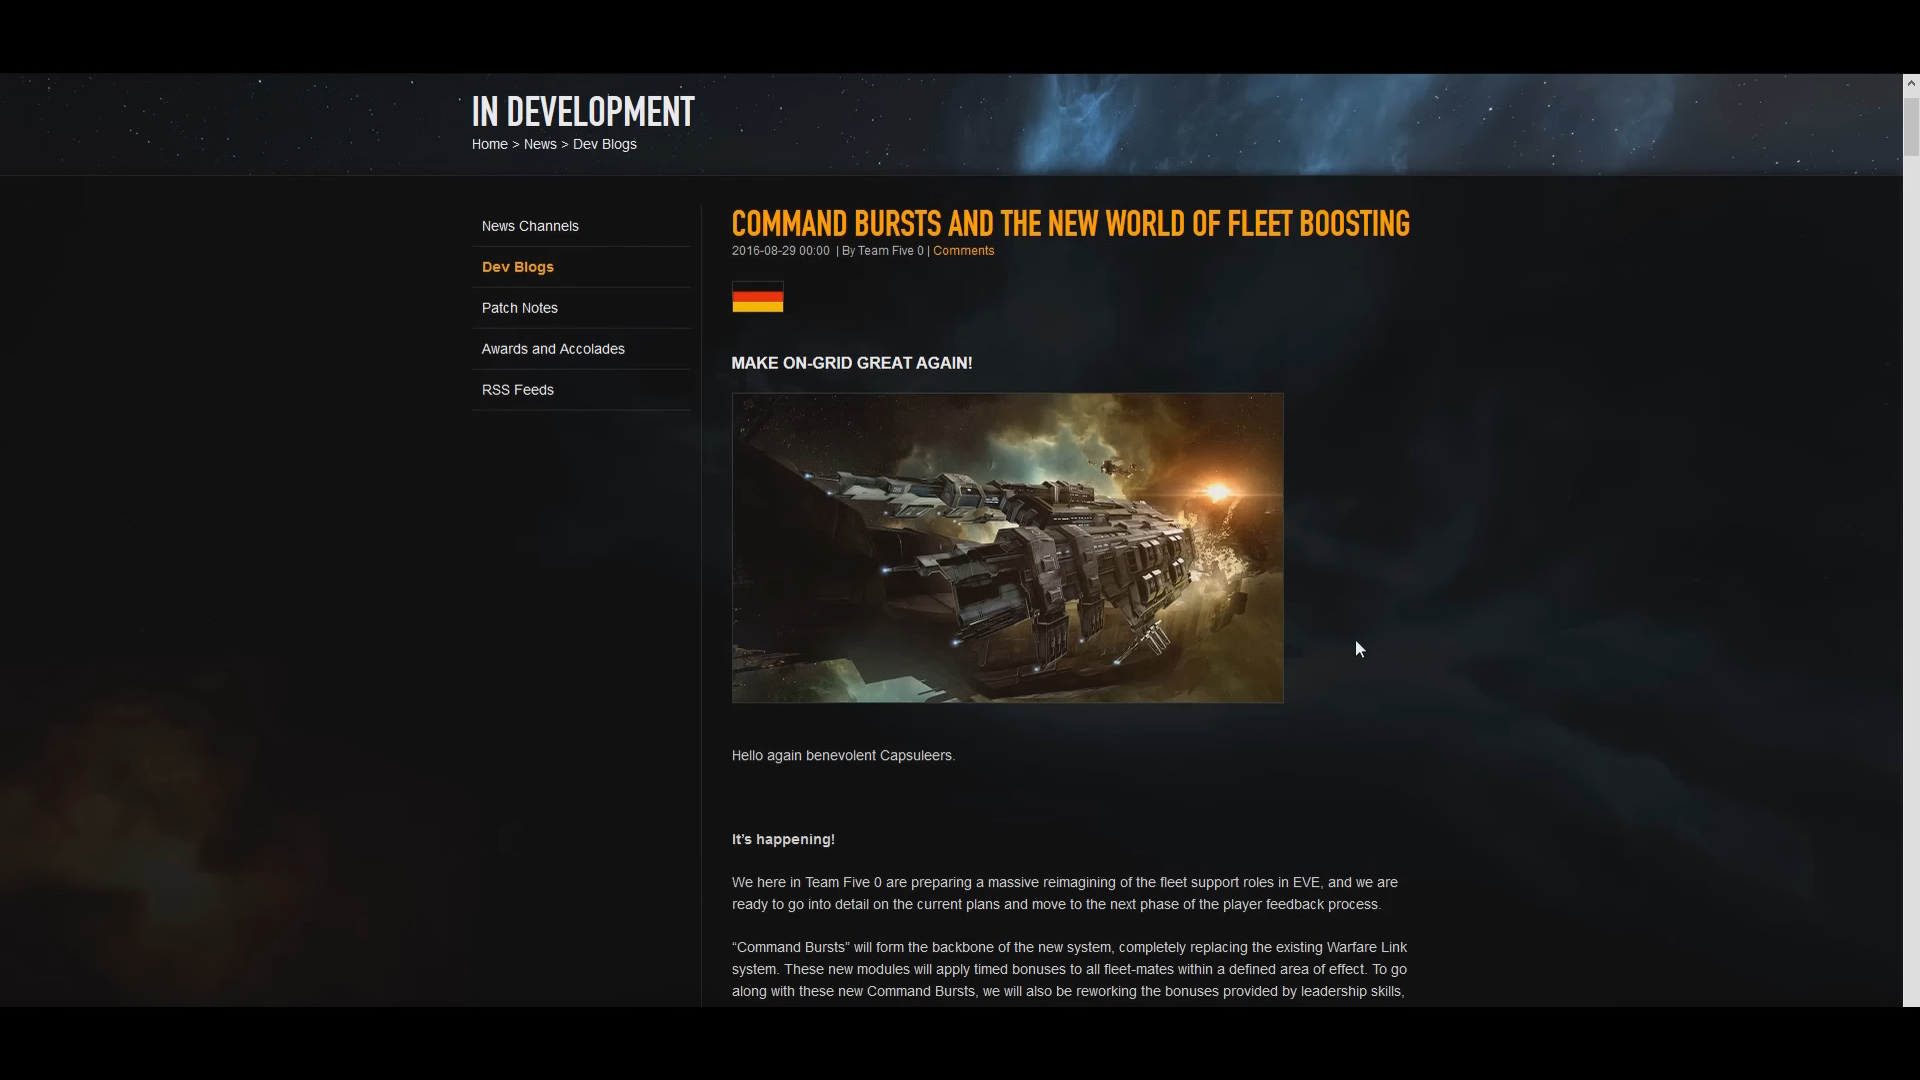 IN DEVELOPMENT
Home > News > Dev Blogs
News Channels
Dev Blogs
Patch Notes
Awards and Accolades
RSS Feeds
COMMAND BURSTS AND THE NEW WORLD OF FLEET BOOSTING
2016-08-29 00:00 | By Team Five 0 | Comments
MAKE ON-GRID GREAT AGAIN!
Hello again benevolent Capsuleers.
It’s happening!
We here in Team Five 0 are preparing a massive reimagining of the fleet support roles in EVE, and we are
ready to go into detail on the current plans and move to the next phase of the player feedback process.
“Command Bursts” will form the backbone of the new system, completely replacing the existing Warfare Link
system. These new modules will apply timed bonuses to all fleet-mates within a defined area of effect. To go
along with these new Command Bursts, we will also be reworking the bonuses provided by leadership skills,